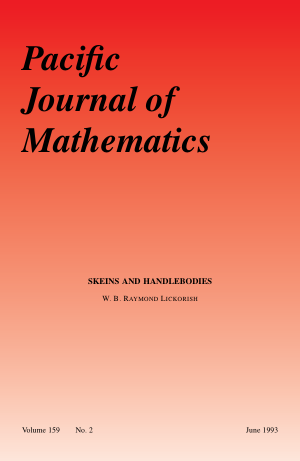 Pacific
Journal of
Mathematics
SKEINS AND HANDLEBODIES
W. B. RAYMOND LICKORISH
Volume 159 No. 2 June 1993